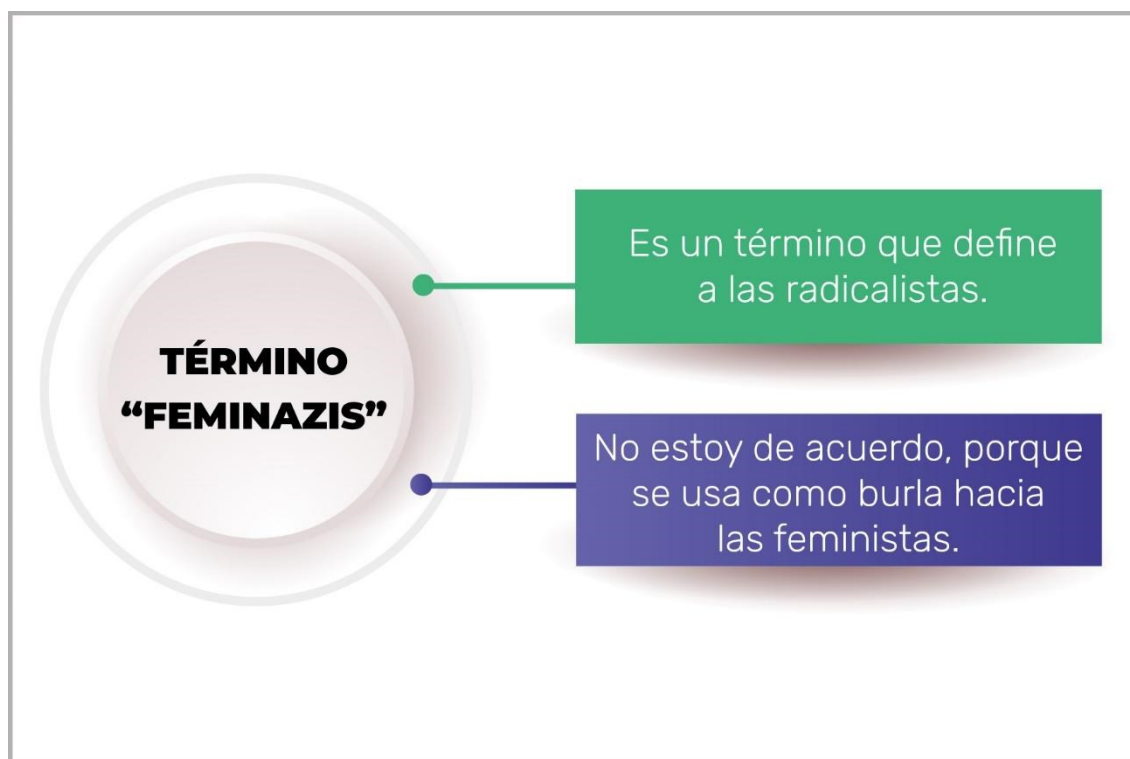 TÉRMINO
“FEMINAZIS”
Es un término que define
a las radicalistas.
No estoy de acuerdo, porque
se usa como burla hacia
las feministas.